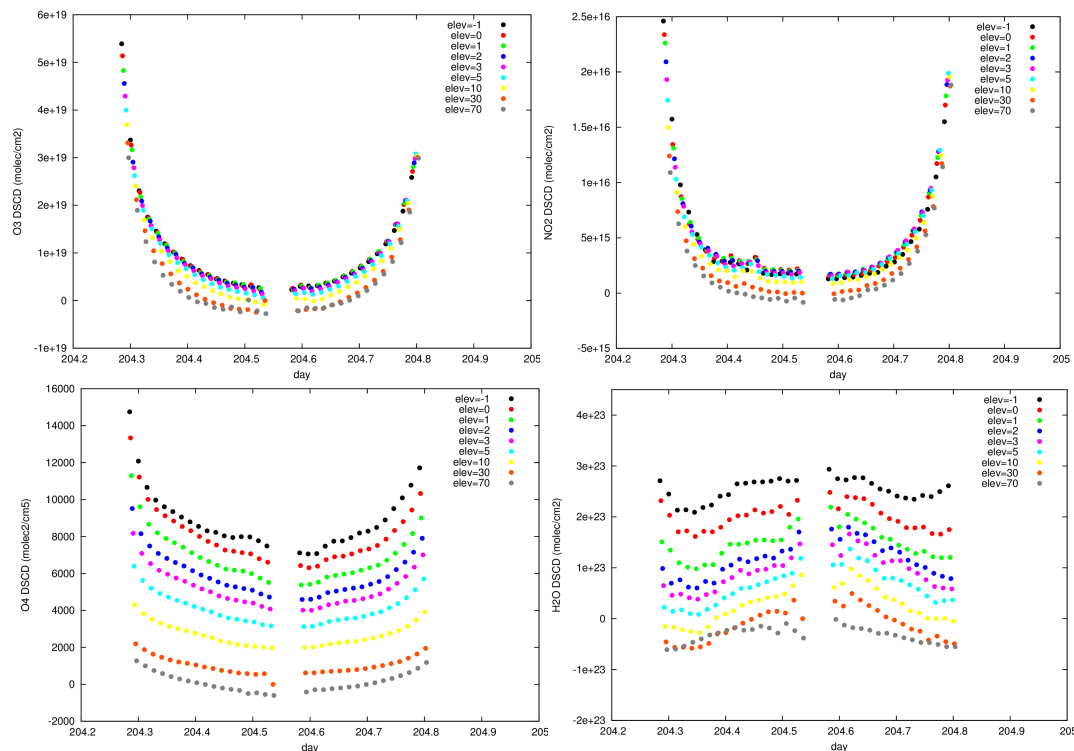 6e+19
5e+19
4e+19
3e+19
2e+19
1e+19
0
-1e+19
O3 DSCD (molec/cm2)
204.2 204.3 204.4 204.5 204.6 204.7 204.8 204.9 205
day
elev=-1
elev=0
elev=1
elev=2
elev=3
elev=5
elev=10
elev=30
elev=70
2.5e+16
2e+16
1.5e+16
1e+16
5e+15
0
-5e+15
NO2 DSCD (molec/cm2)
204.2 204.3 204.4 204.5 204.6 204.7 204.8 204.9 205
day
elev=-1
elev=0
elev=1
elev=2
elev=3
elev=5
elev=10
elev=30
elev=70
16000
14000
12000
10000
8000
6000
4000
2000
0
-2000
O4 DSCD (molec2/cm5)
204.2 204.3 204.4 204.5 204.6 204.7 204.8 204.9 205
day
elev=-1
elev=0
elev=1
elev=2
elev=3
elev=5
elev=10
elev=30
elev=70
4e+23
3e+23
2e+23
1e+23
0
-1e+23
-2e+23
H2O DSCD (molec/cm2)
204.2 204.3 204.4 204.5 204.6 204.7 204.8 204.9 205
day
elev=-1
elev=0
elev=1
elev=2
elev=3
elev=5
elev=10
elev=30
elev=70